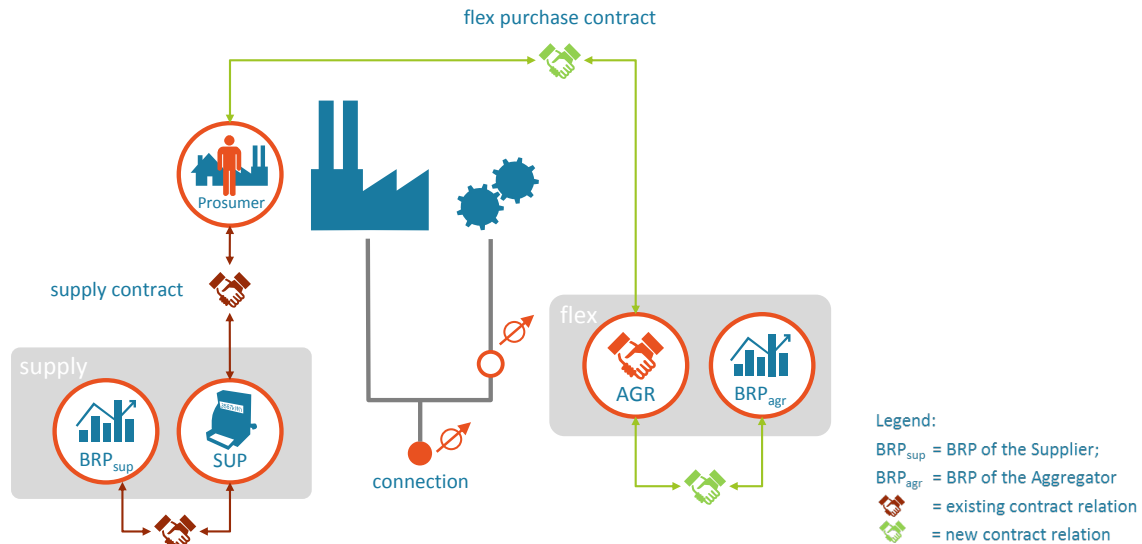 flex purchase contract
Prosumer
supply contract
flex
supply
AGR
BRPagr
BRPsup
SUP
connection
Legend:
BRPsup = BRP of the Supplier;
BRPagr = BRP of the Aggregator
= existing contract relation
= new contract relation